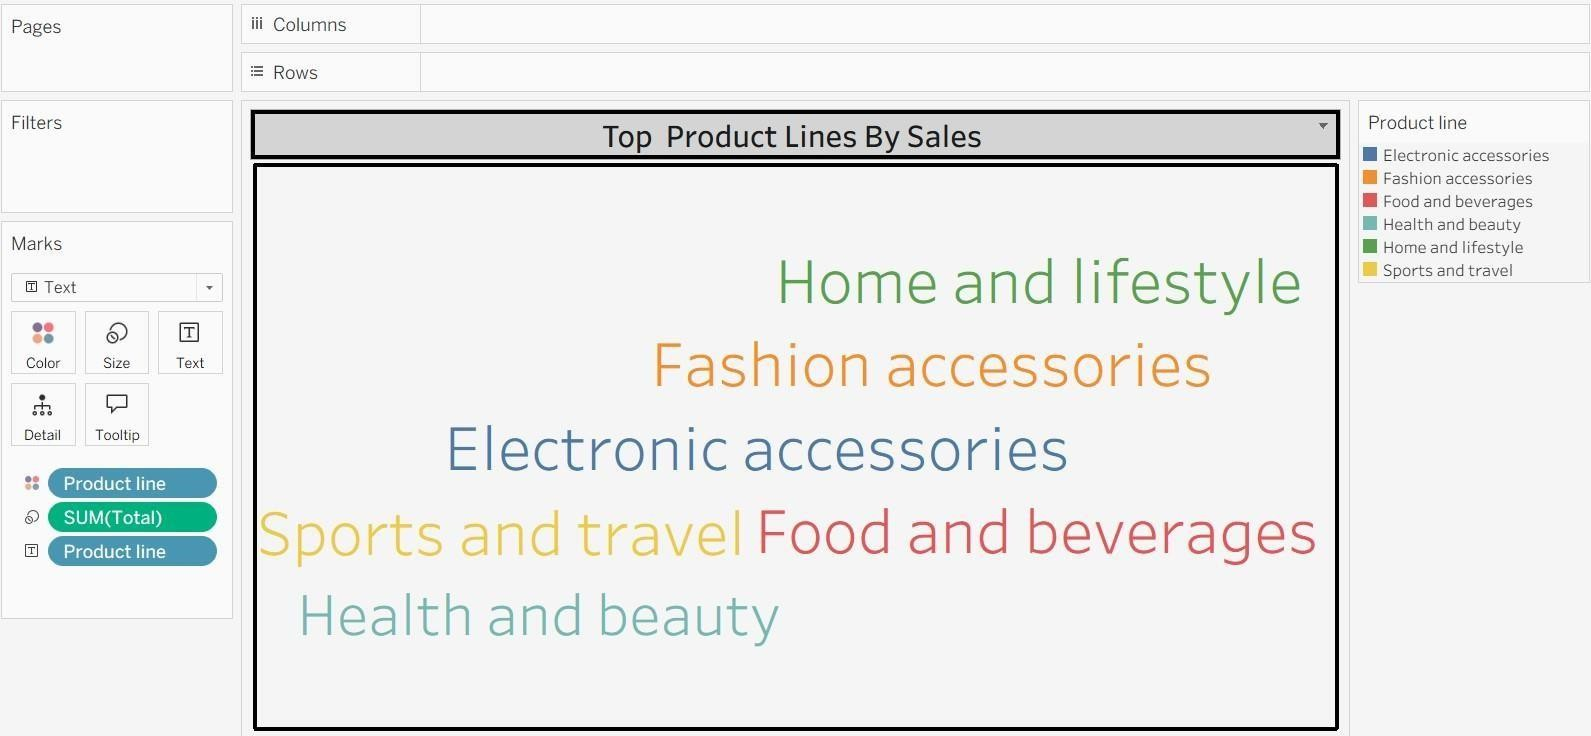 Pages
Columns
Rows
Filters
Marks
Text
Color
Size
Text
Detail
Tooltip
Product line
SUM(Total)
Product line
Top  Product Lines By Sales
Home and lifestyle
Fashion accessories
Electronic accessories
Sports and travel Food and beverages
Health and beauty
Product line
Electronic accessories
Fashion accessories
Food and beverages
Health and beauty
Home and lifestyle
Sports and travel